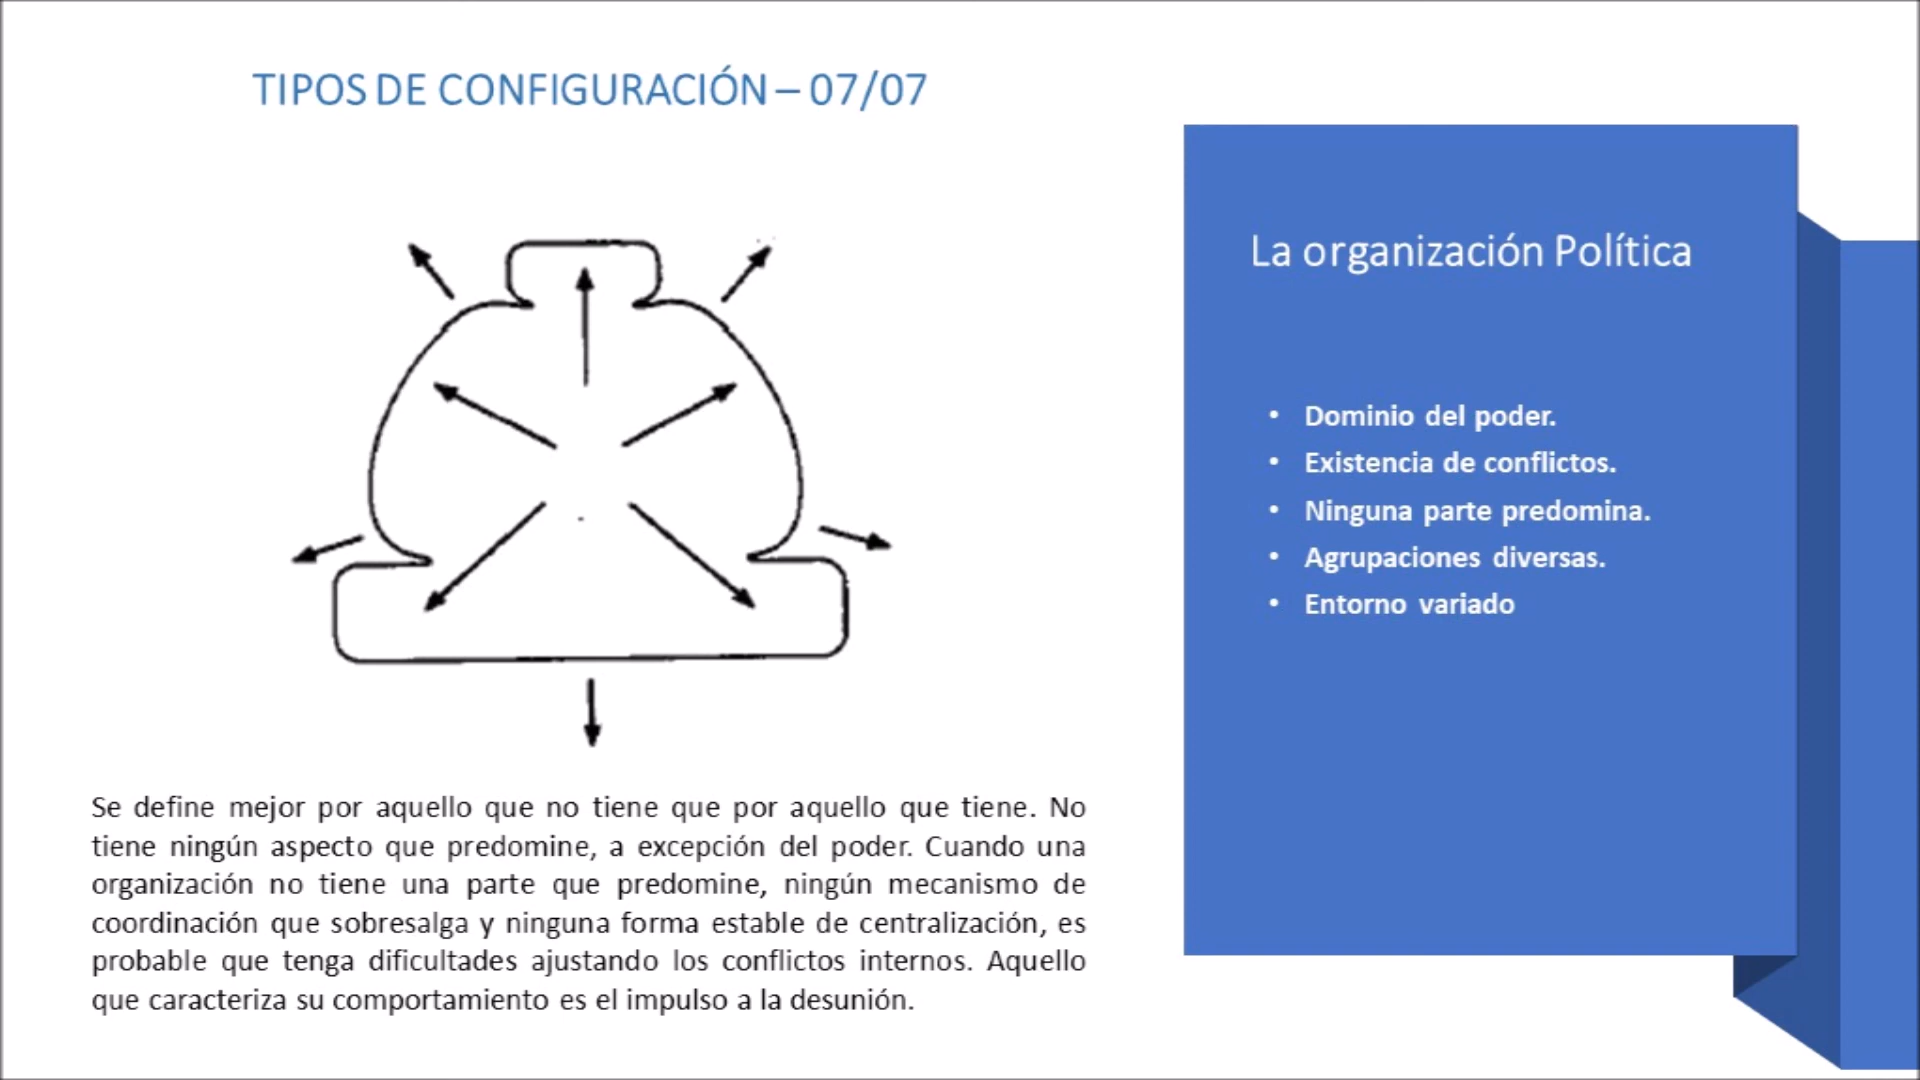 TIPOS DE CONFIGURACIÓN – 07/07
La organización Política
• Dominio del poder.
• Existencia de conflictos.
• Ninguna parte predomina.
• Agrupaciones diversas.
• Entorno variado
Se define mejor por aquello que no tiene que por aquello que tiene. No
tiene ningún aspecto que predomine, a excepción del poder. Cuando una
organización no tiene una parte que predomine, ningún mecanismo de
coordinación que sobresalga y ninguna forma estable de centralización, es
probable que tenga dificultades ajustando los conflictos internos. Aquello
que caracteriza su comportamiento es el impulso a la desunión.